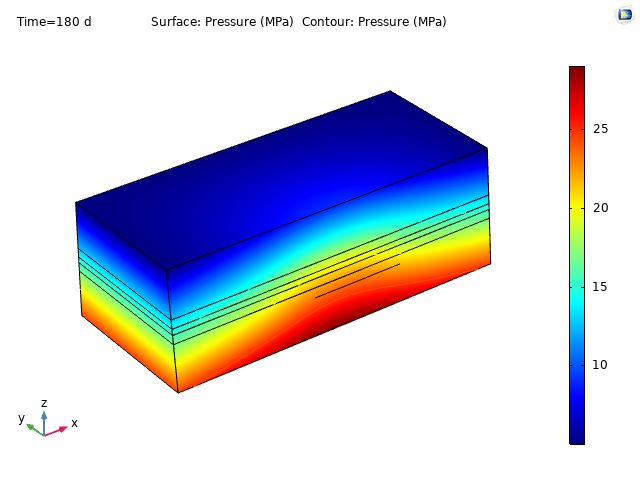 Time=180 d Surface: Pressure (MPa) Contour: Pressure (MPa)
25
20
15
10
z
y
x